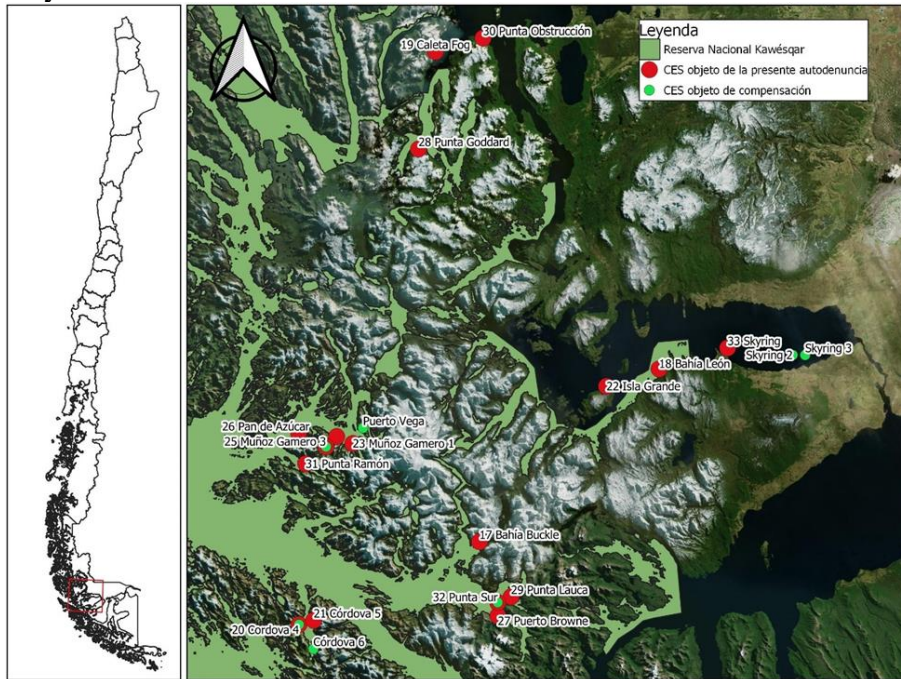 Leyenda
Reserva Nacional Kawésqar
CES objeto de la presente autodenuncia
CES objeto de compensación
30 Punta Obstrucción
19 Caleta Fog
28 Punta Goddard
33 Skyring
Skyring 3
Skyring 2
18 Bahía León
22 Isla Grande
Puerto Vega
26 Pan de Azúcar
25 Muñoz Gamero 3
23 Muñoz Gamero 1
31 Punta Ramón
17 Bahía Buckle
29 Punta Lauca
32 Punta Sur
27 Puerto Browne
21 Córdova 5
20 Cordova 4
Córdova 6